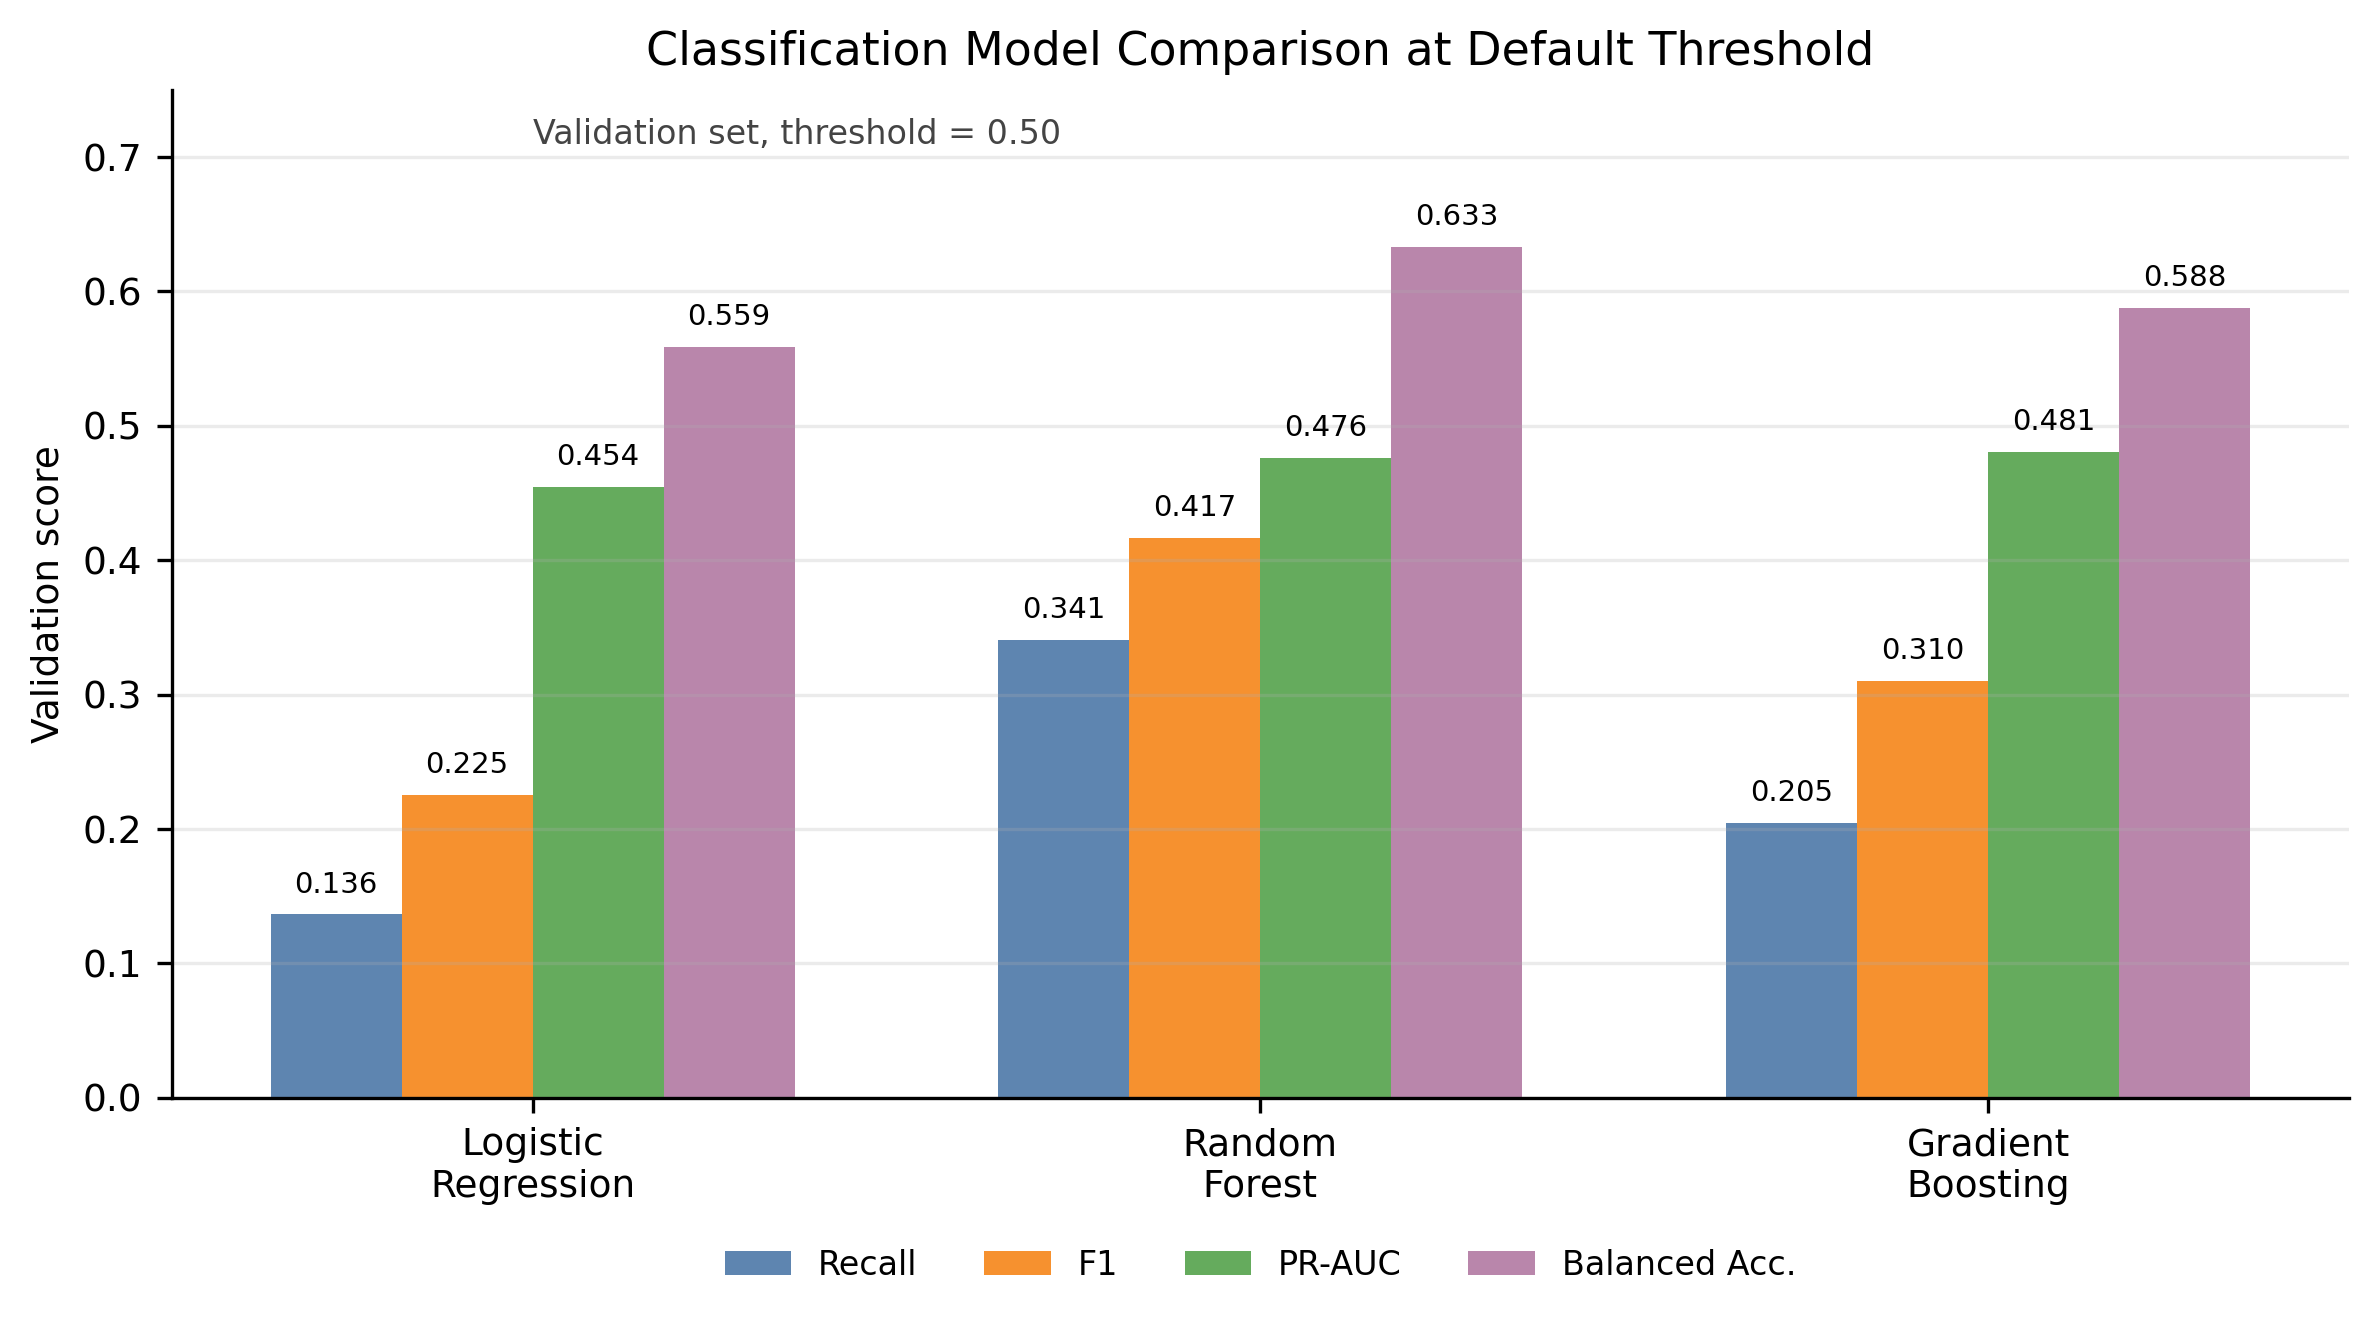 Classification Model Comparison at Default Threshold
Validation set, threshold = 0.50
Validation score
0.7
0.6
0.5
0.4
0.3
0.2
0.1
0.0
0.136
0.225
0.454
0.559
0.341
0.417
0.476
0.633
0.205
0.310
0.481
0.588
Logistic
Regression
Random
Forest
Gradient
Boosting
Recall
F1
PR-AUC
Balanced Acc.